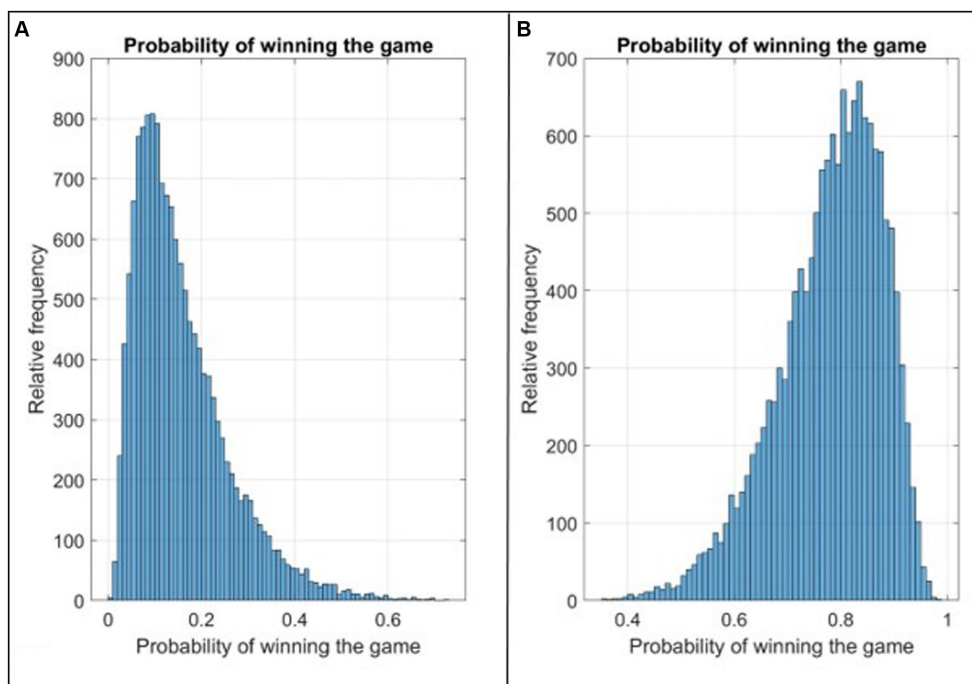 A
Probability of winning the game
900
800
700
600
500
400
300
200
100
0
Relative frequency
0 0.2 0.4 0.6
Probability of winning the game
B
Probability of winning the game
700
600
500
400
300
200
100
0
Relative frequency
0.4 0.6 0.8 1
Probability of winning the game